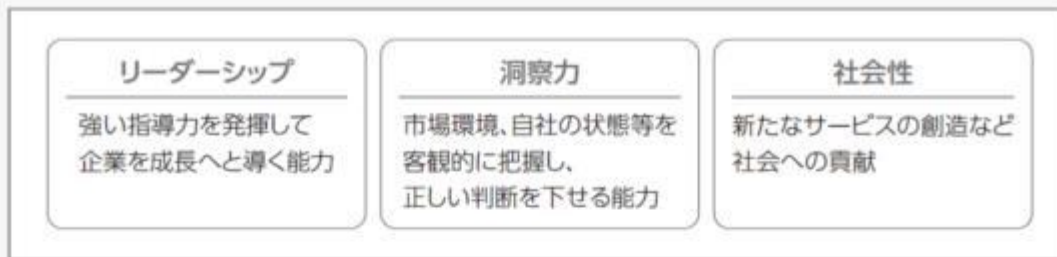 リーダーシップ
強い指導力を発揮して
企業を成長へと導く能力
洞察力
市場環境、自社の状態等を
客観的に把握し、
正しい判断を下せる能力
社会性
新たなサービスの創造など
社会への貢献